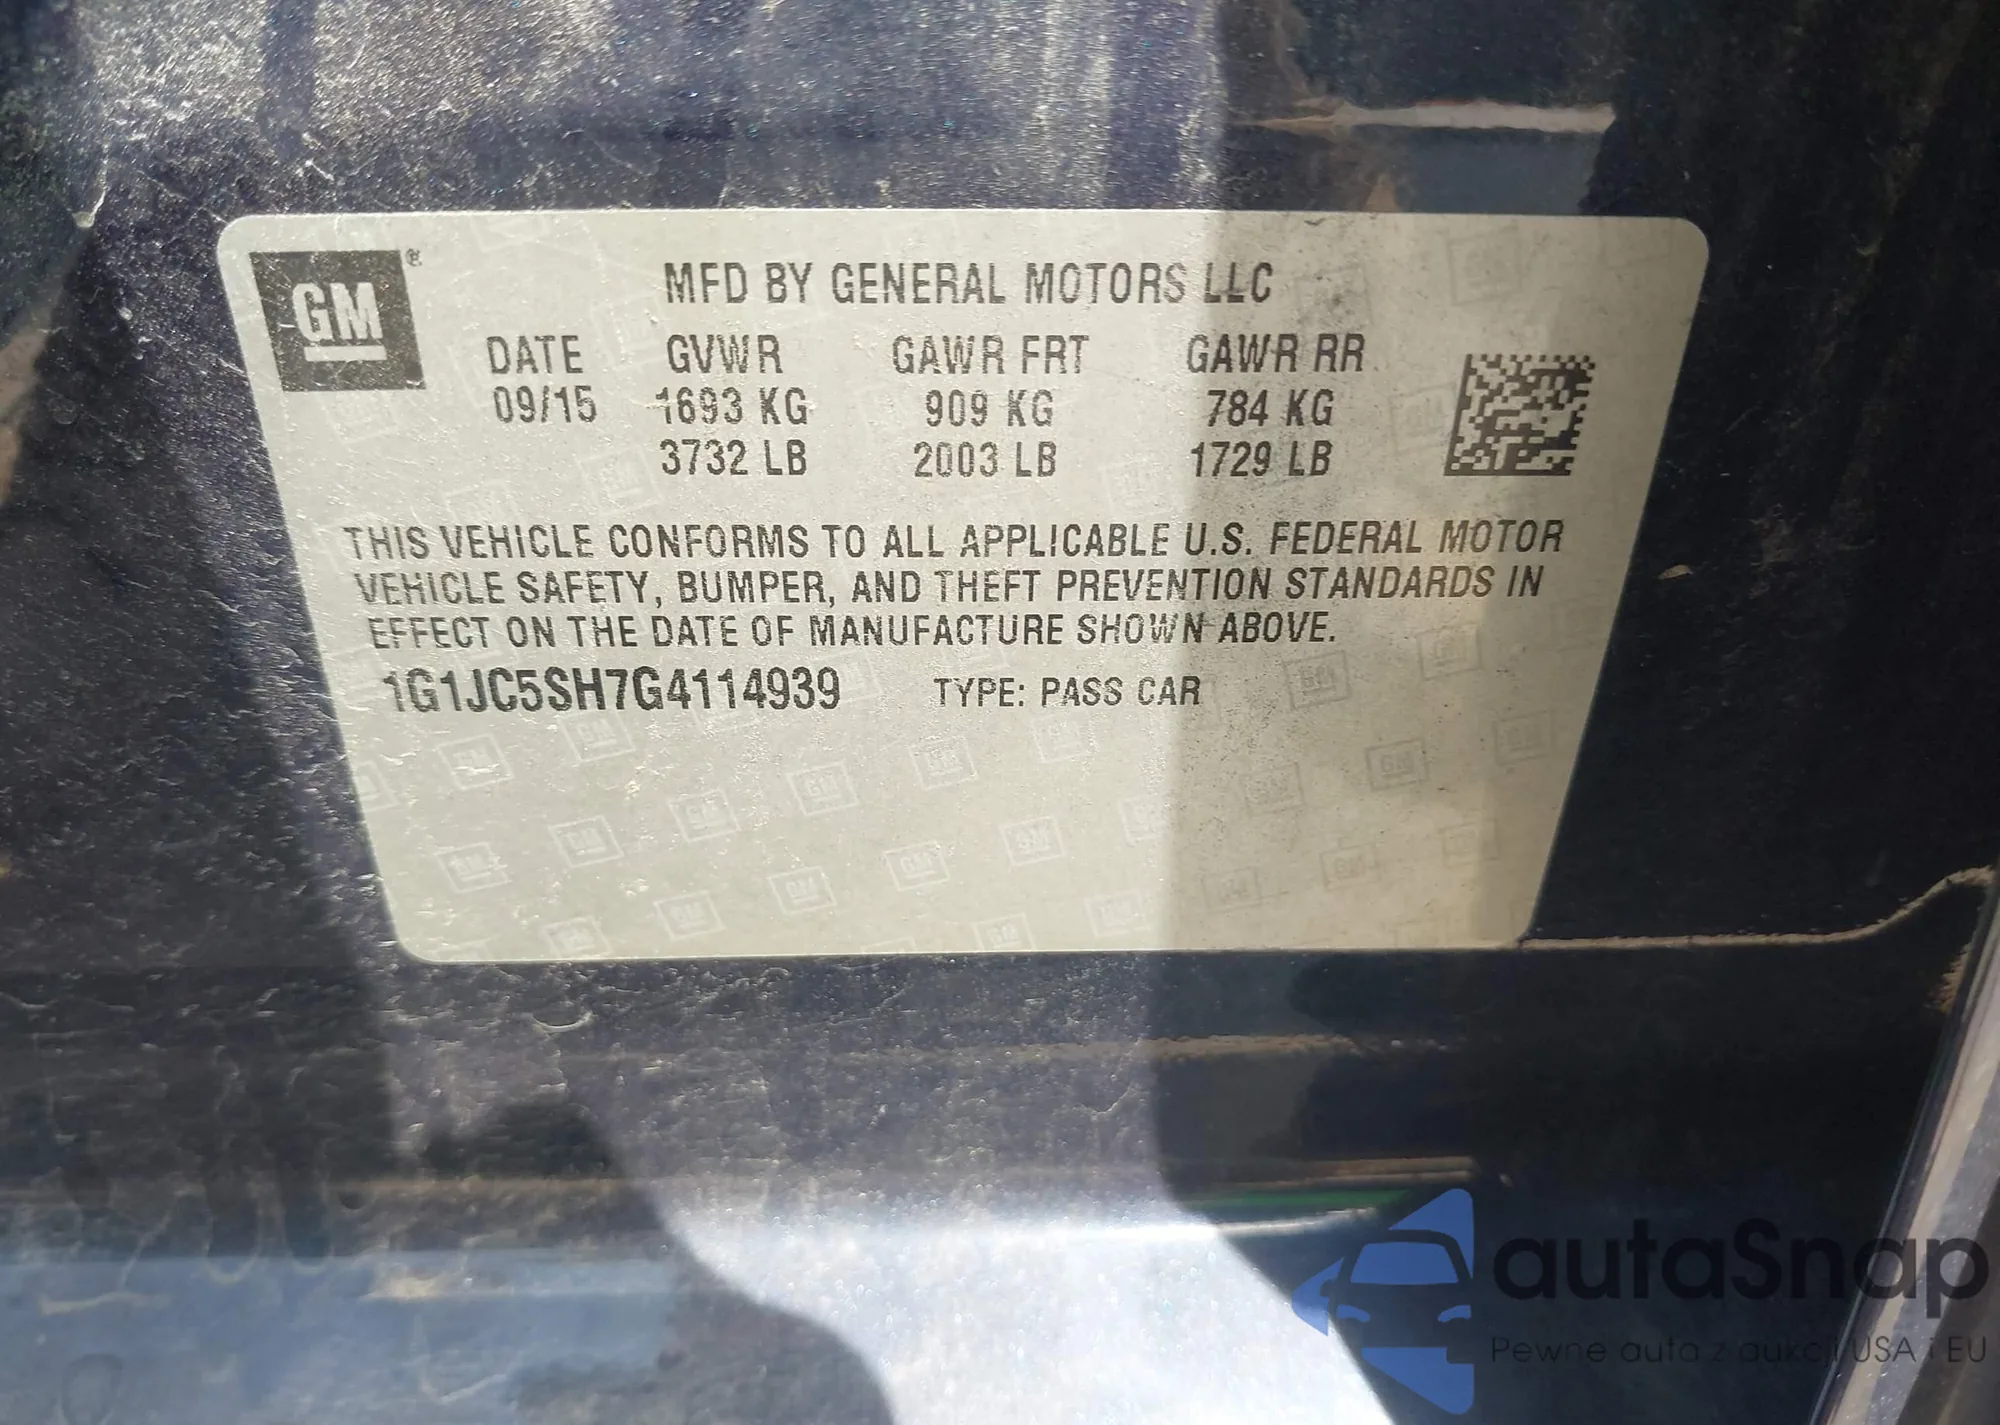 GM®
MFD BY GENERAL MOTORS LLC
DATE GVWR GAWR FRT GAWR RR
09/15 1693 KG 909 KG 784 KG
3732 LB 2003 LB 1729 LB
THIS VEHICLE CONFORMS TO ALL APPLICABLE U.S. FEDERAL MOTOR
VEHICLE SAFETY, BUMPER, AND THEFT PREVENTION STANDARDS IN
EFFECT ON THE DATE OF MANUFACTURE SHOWN ABOVE.
1G1JC5SH7G4114939 TYPE: PASS CAR
autaSnap
Pewne auta z aukcji USA i EU